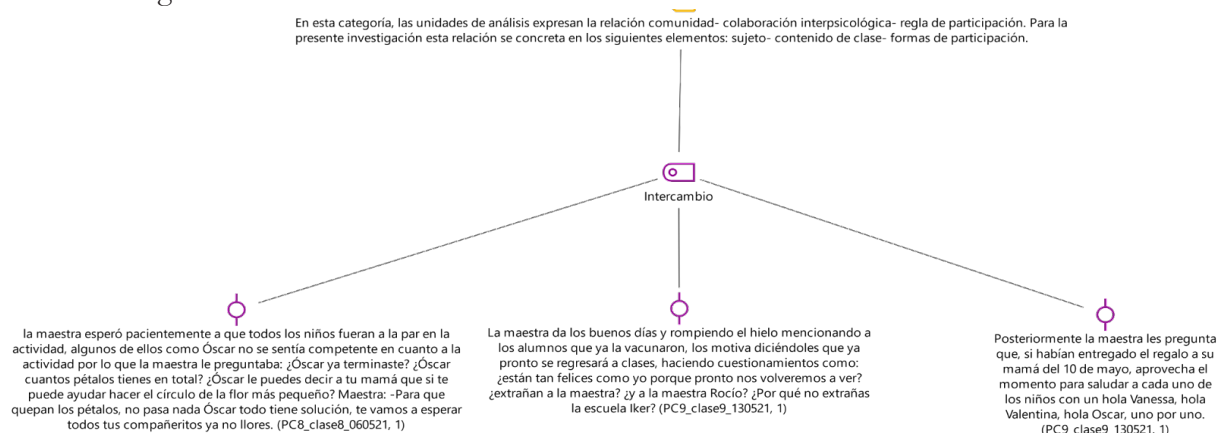 En esta categoría, las unidades de análisis expresan la relación comunidad- colaboración interpsicológica- regla de participación. Para la
presente investigación esta relación se concreta en los siguientes elementos: sujeto- contenido de clase- formas de participación.
Intercambio
la maestra esperó pacientemente a que todos los niños fueran a la par en la
actividad, algunos de ellos como Óscar no se sentía competente en cuanto a la
actividad por lo que la maestra le preguntaba: ¿Óscar ya terminaste? ¿Óscar
cuantos pétalos tienes en total? ¿Óscar le puedes decir a tu mamá que si te
puede ayudar hacer el círculo de la flor más pequeño? Maestra: -Para que
quepan los pétalos, no pasa nada Óscar todo tiene solución, te vamos a esperar
todos tus compañeritos ya no llores. (PC8_clase8_060521, 1)
La maestra da los buenos días y rompiendo el hielo mencionando a
los alumnos que ya la vacunaron, los motiva diciéndoles que ya
pronto se regresará a clases, haciendo cuestionamientos como:
¿están tan felices como yo porque pronto nos volveremos a ver?
¿extrañan a la maestra? ¿y a la maestra Rocío? ¿Por qué no extrañas
la escuela Iker? (PC9_clase9_130521, 1)
Posteriormente la maestra les pregunta
que, si habían entregado el regalo a su
mamá del 10 de mayo, aprovecha el
momento para saludar a cada uno de
los niños con un hola Vanessa, hola
Valentina, hola Oscar, uno por uno.
(PC9_clase9_130521, 1)